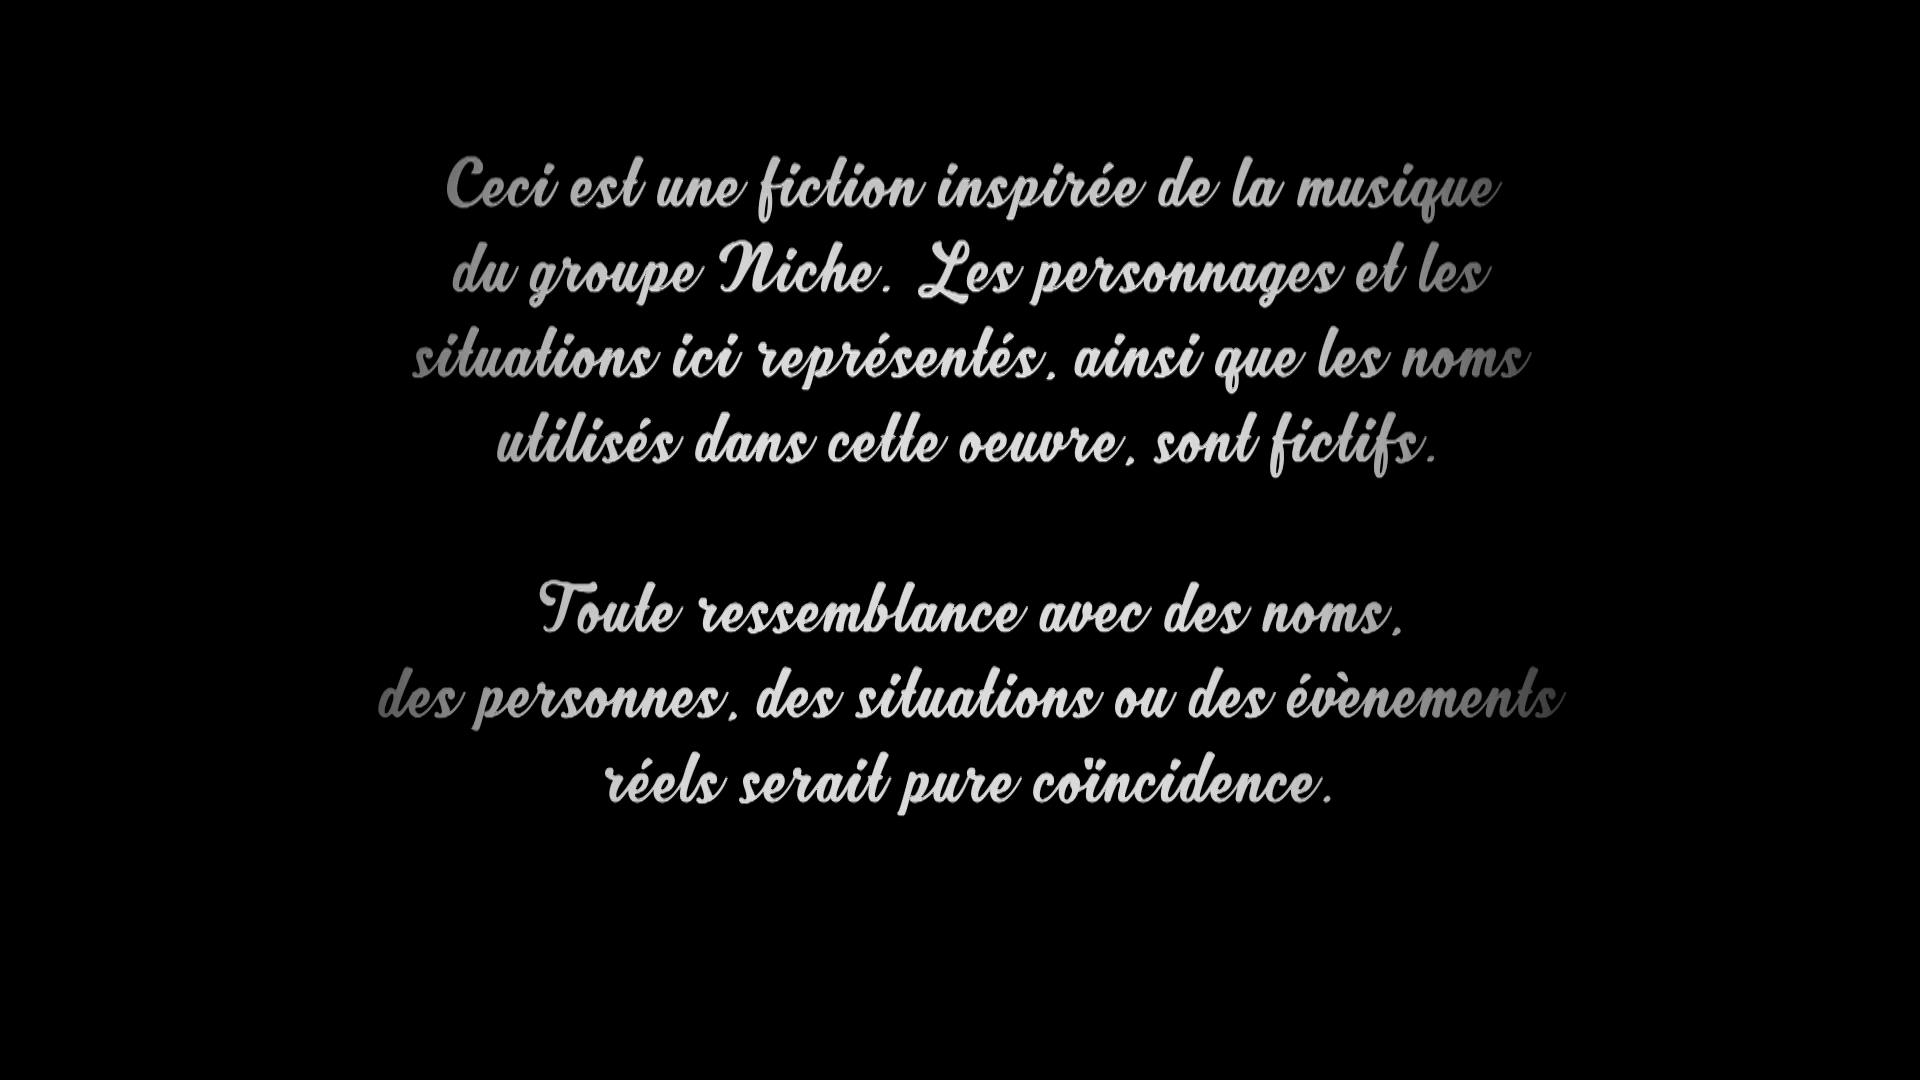 Ceci est une fiction inspirée de la musique
du groupe Niche. Les personnages et les
situations ici représentés, ainsi que les noms
utilisés dans cette oeuvre, sont fictifs.
Toute ressemblance avec des noms,
des personnes, des situations ou des évènements
réels serait pure coïncidence.